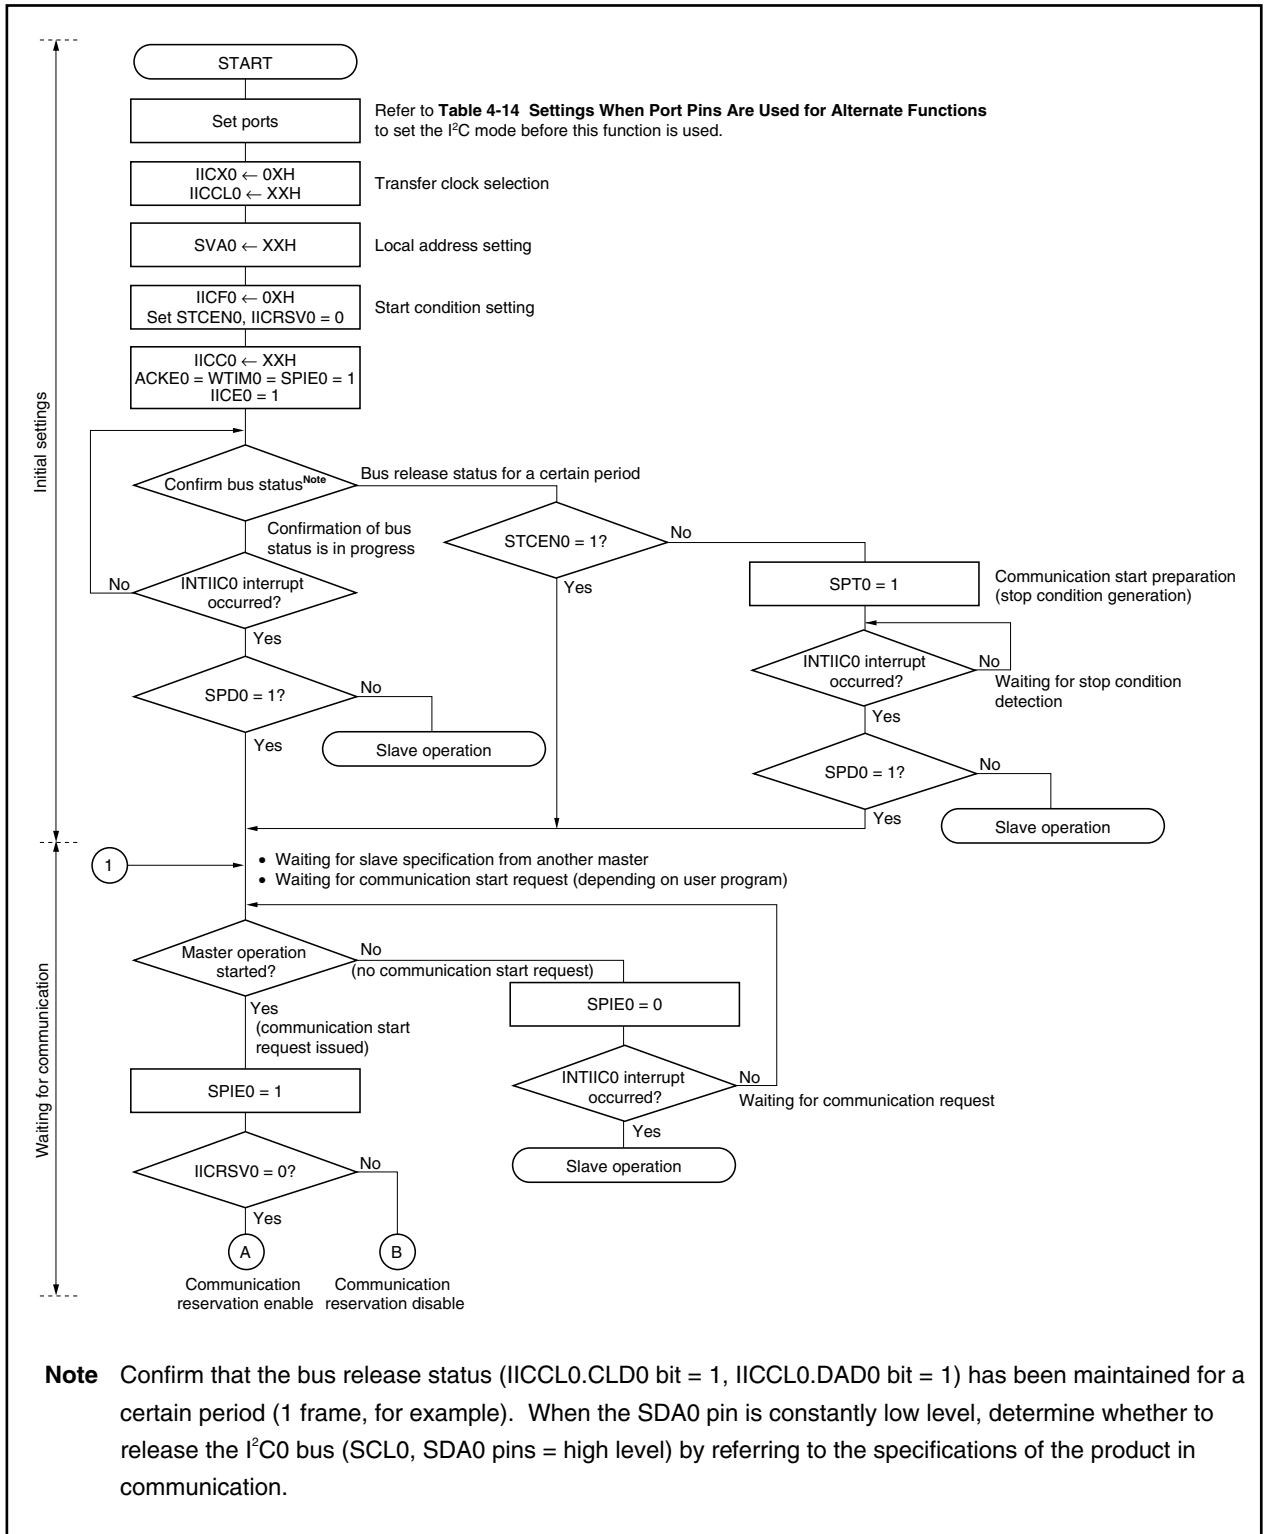 START
Set ports
Refer to Table 4-14 Settings When Port Pins Are Used for Alternate Functions
to set the I²C mode before this function is used.
IICX0 ← 0XH
IICCL0 ← XXH
Transfer clock selection
SVA0 ← XXH
Local address setting
IICF0 ← 0XH
Set STCEN0, IICRSV0 = 0
Start condition setting
IICC0 ← XXH
ACKE0 = WTIM0 = SPIE0 = 1
IICE0 = 1
Initial settings
Confirm bus statusNote
Bus release status for a certain period
Confirmation of bus
status is in progress
STCEN0 = 1?
No
Yes
SPT0 = 1
Communication start preparation
(stop condition generation)
No
INTIIC0 interrupt
occurred?
Yes
INTIIC0 interrupt
occurred?
No
Waiting for stop condition
detection
Yes
SPD0 = 1?
No
Yes
Slave operation
SPD0 = 1?
No
Yes
Slave operation
1
• Waiting for slave specification from another master
• Waiting for communication start request (depending on user program)
Waiting for communication
Master operation
started?
No
(no communication start request)
Yes
(communication start
request issued)
SPIE0 = 0
INTIIC0 interrupt
occurred?
No
Waiting for communication request
Yes
Slave operation
SPIE0 = 1
IICRSV0 = 0?
No
Yes
A
B
Communication
reservation enable
Communication
reservation disable
Note Confirm that the bus release status (IICCL0.CLD0 bit = 1, IICCL0.DAD0 bit = 1) has been maintained for a
certain period (1 frame, for example). When the SDA0 pin is constantly low level, determine whether to
release the I²C0 bus (SCL0, SDA0 pins = high level) by referring to the specifications of the product in
communication.